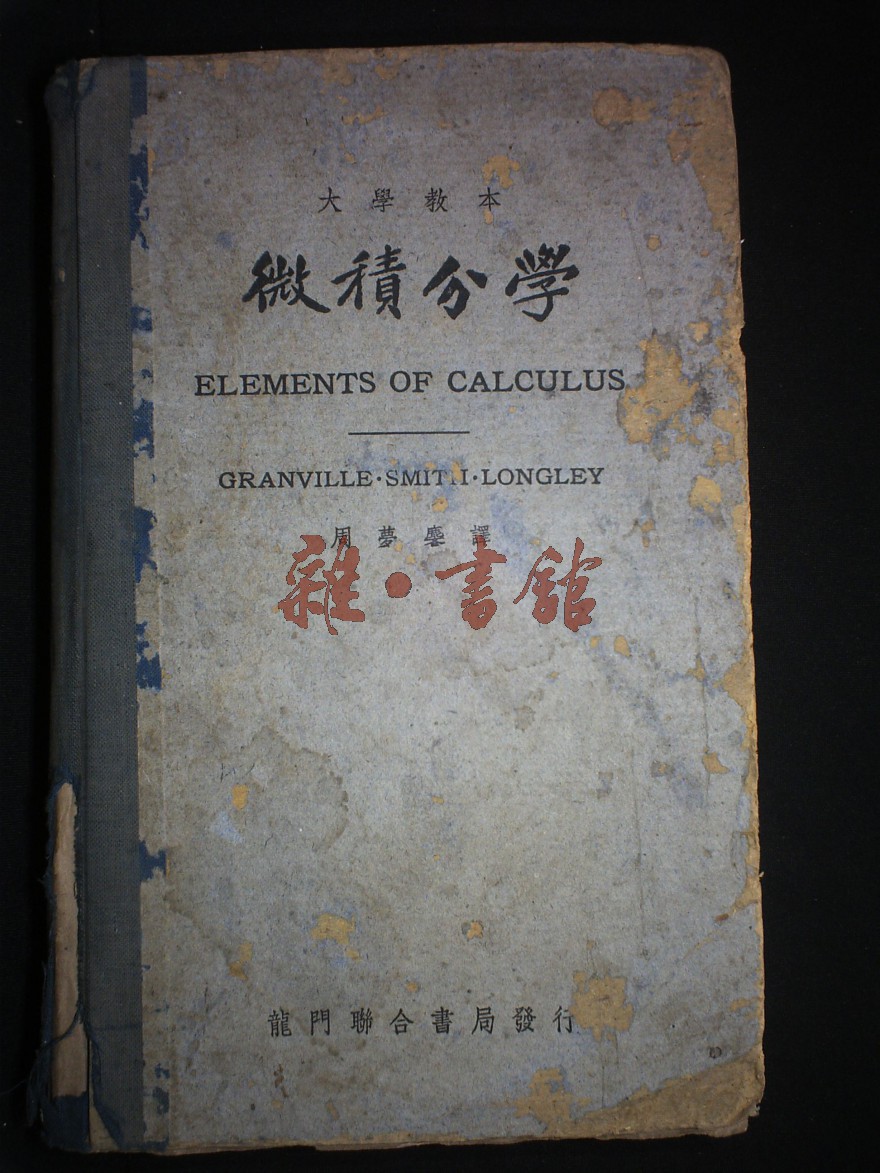 大學教本
微積分学
ELEMENTS OF CALCULUS
GRANVILLE·SMITH·LONGLEY
周夢麐譯
雜·書舘
龍門聯合書局發行